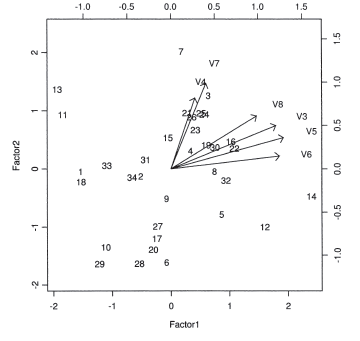 -1.0 -0.5 0.0 0.5 1.0 1.5
2 7 V7 1.5
13 V4 3
1 11 21 25 24 V8 1.0
26 V3
23 V5 0.5
15 19 16
4 30 22 V6
31
0 1 33 2 8 0.0
18 34 32
9 14
5 -0.5
-1 27 12
17
10 20 -1.0
29 28 6
-2
-2 -1 0 1 2
Factor1
Factor2